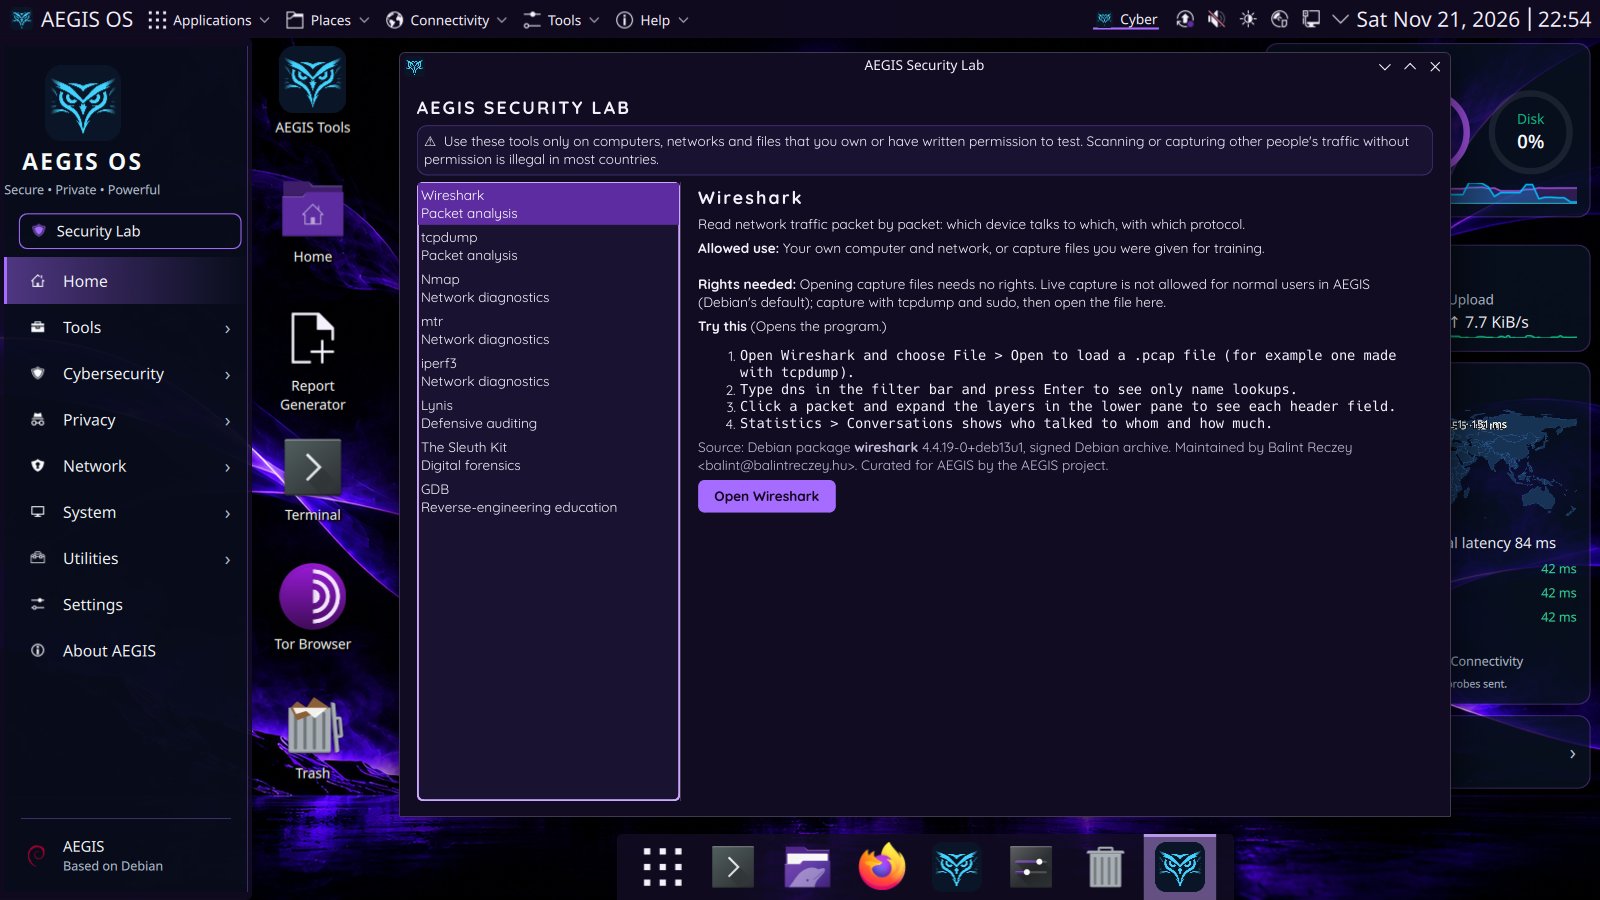 AEGIS OS
Applications
Places
Connectivity
Tools
Help
Cyber
Sat Nov 21, 2026 | 22:54
AEGIS OS
Secure • Private • Powerful
Security Lab
Home
Tools
Cybersecurity
Privacy
Network
System
Utilities
Settings
About AEGIS
AEGIS
Based on Debian
AEGIS Tools
Home
Report
Generator
Terminal
Tor Browser
Trash
AEGIS Security Lab
AEGIS SECURITY LAB
⚠ Use these tools only on computers, networks and files that you own or have written permission to test. Scanning or capturing other people's traffic without
permission is illegal in most countries.
Wireshark
Packet analysis
tcpdump
Packet analysis
Nmap
Network diagnostics
mtr
Network diagnostics
iperf3
Network diagnostics
Lynis
Defensive auditing
The Sleuth Kit
Digital forensics
GDB
Reverse-engineering education
Wireshark
Read network traffic packet by packet: which device talks to which, with which protocol.
Allowed use: Your own computer and network, or capture files you were given for training.
Rights needed: Opening capture files needs no rights. Live capture is not allowed for normal users in AEGIS
(Debian's default); capture with tcpdump and sudo, then open the file here.
Try this (Opens the program.)
1. Open Wireshark and choose File > Open to load a .pcap file (for example one made
with tcpdump).
2. Type dns in the filter bar and press Enter to see only name lookups.
3. Click a packet and expand the layers in the lower pane to see each header field.
4. Statistics > Conversations shows who talked to whom and how much.
Source: Debian package wireshark 4.4.19-0+deb13u1, signed Debian archive. Maintained by Balint Reczey
<balint@balintreczey.hu>. Curated for AEGIS by the AEGIS project.
Open Wireshark
Disk
0%
Upload
↑ 7.7 KiB/s
latency 84 ms
42 ms
42 ms
42 ms
Connectivity
sent.